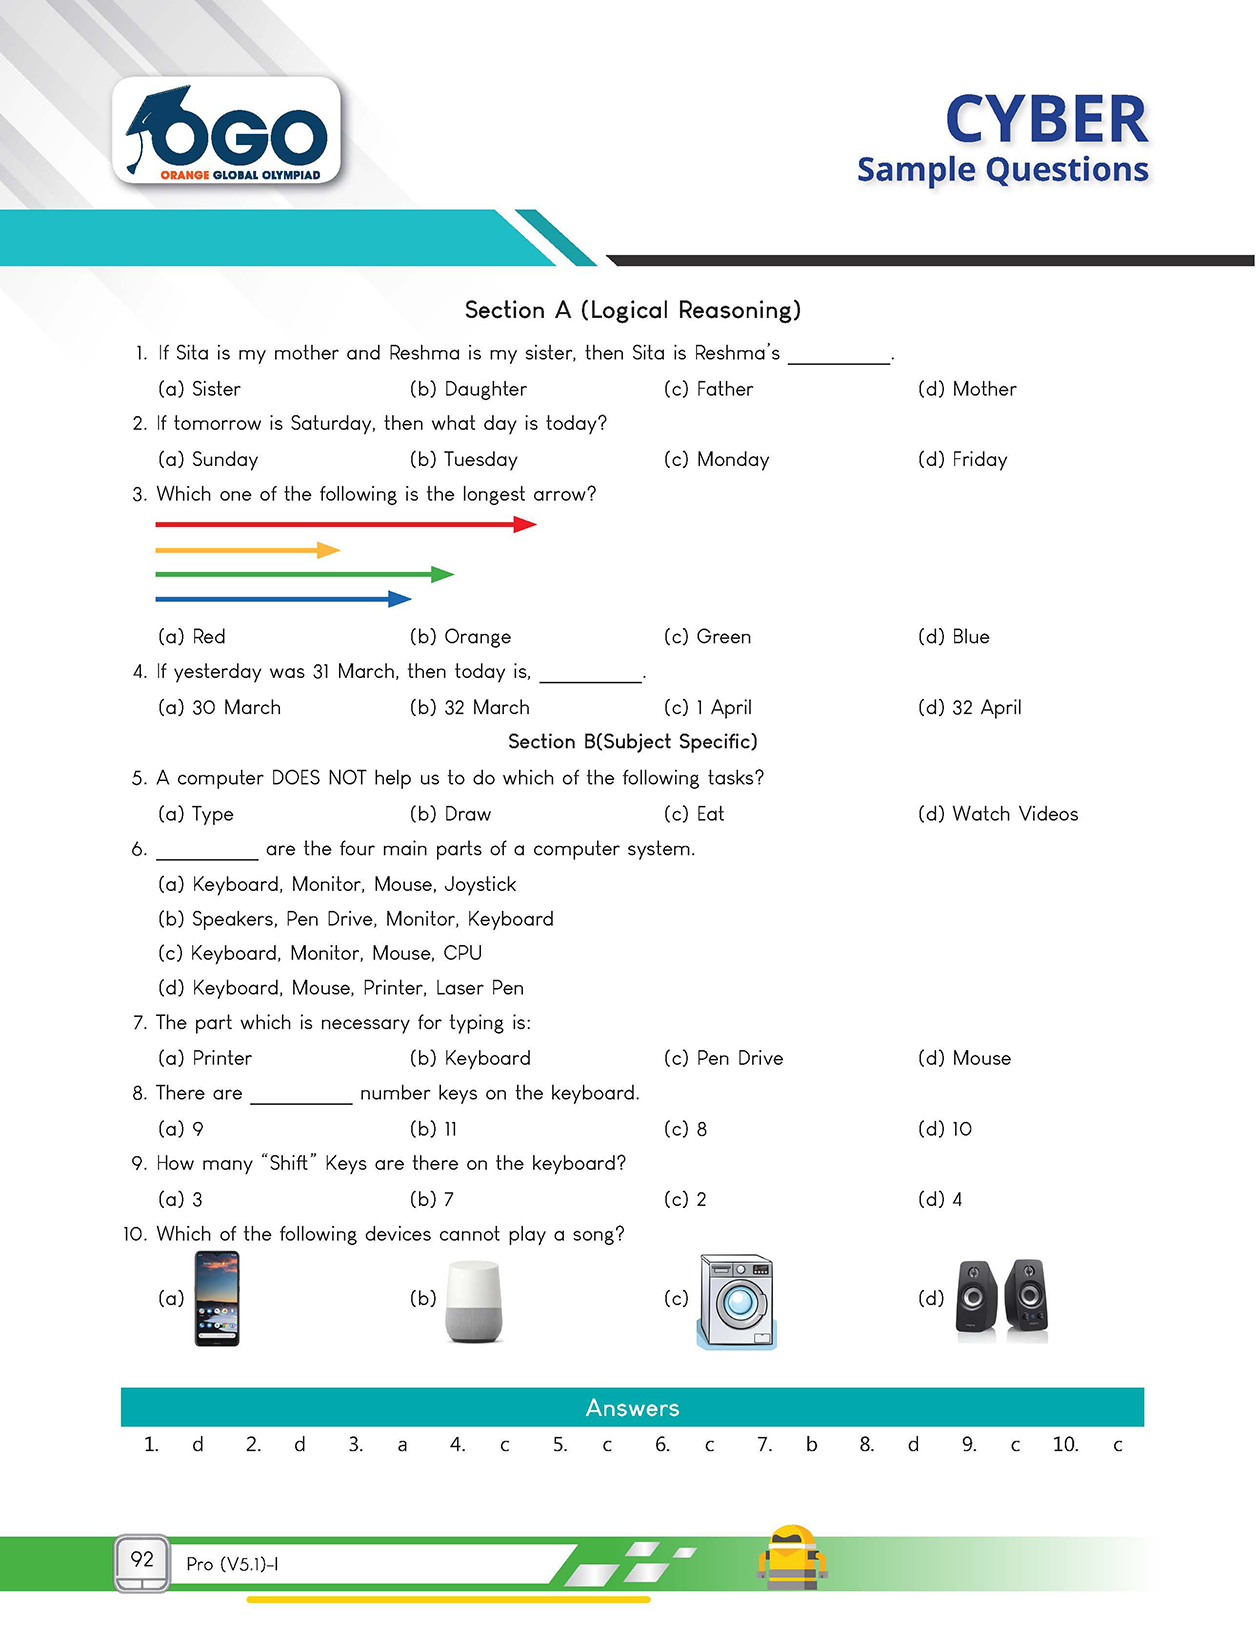 OGO
ORANGE GLOBAL OLYMPIAD
CYBER
Sample Questions
Section A (Logical Reasoning)
1. If Sita is my mother and Reshma is my sister, then Sita is Reshma's __________.
(a) Sister (b) Daughter (c) Father (d) Mother
2. If tomorrow is Saturday, then what day is today?
(a) Sunday (b) Tuesday (c) Monday (d) Friday
3. Which one of the following is the longest arrow?
(a) Red (b) Orange (c) Green (d) Blue
4. If yesterday was 31 March, then today is, __________.
(a) 30 March (b) 32 March (c) 1 April (d) 32 April
Section B(Subject Specific)
5. A computer DOES NOT help us to do which of the following tasks?
(a) Type (b) Draw (c) Eat (d) Watch Videos
6. __________ are the four main parts of a computer system.
(a) Keyboard, Monitor, Mouse, Joystick
(b) Speakers, Pen Drive, Monitor, Keyboard
(c) Keyboard, Monitor, Mouse, CPU
(d) Keyboard, Mouse, Printer, Laser Pen
7. The part which is necessary for typing is:
(a) Printer (b) Keyboard (c) Pen Drive (d) Mouse
8. There are __________ number keys on the keyboard.
(a) 9 (b) 11 (c) 8 (d) 10
9. How many “Shift” Keys are there on the keyboard?
(a) 3 (b) 7 (c) 2 (d) 4
10. Which of the following devices cannot play a song?
(a) (b) (c) (d)
Answers
1. d 2. d 3. a 4. c 5. c 6. c 7. b 8. d 9. c 10. c
92 Pro (V5.1)-I